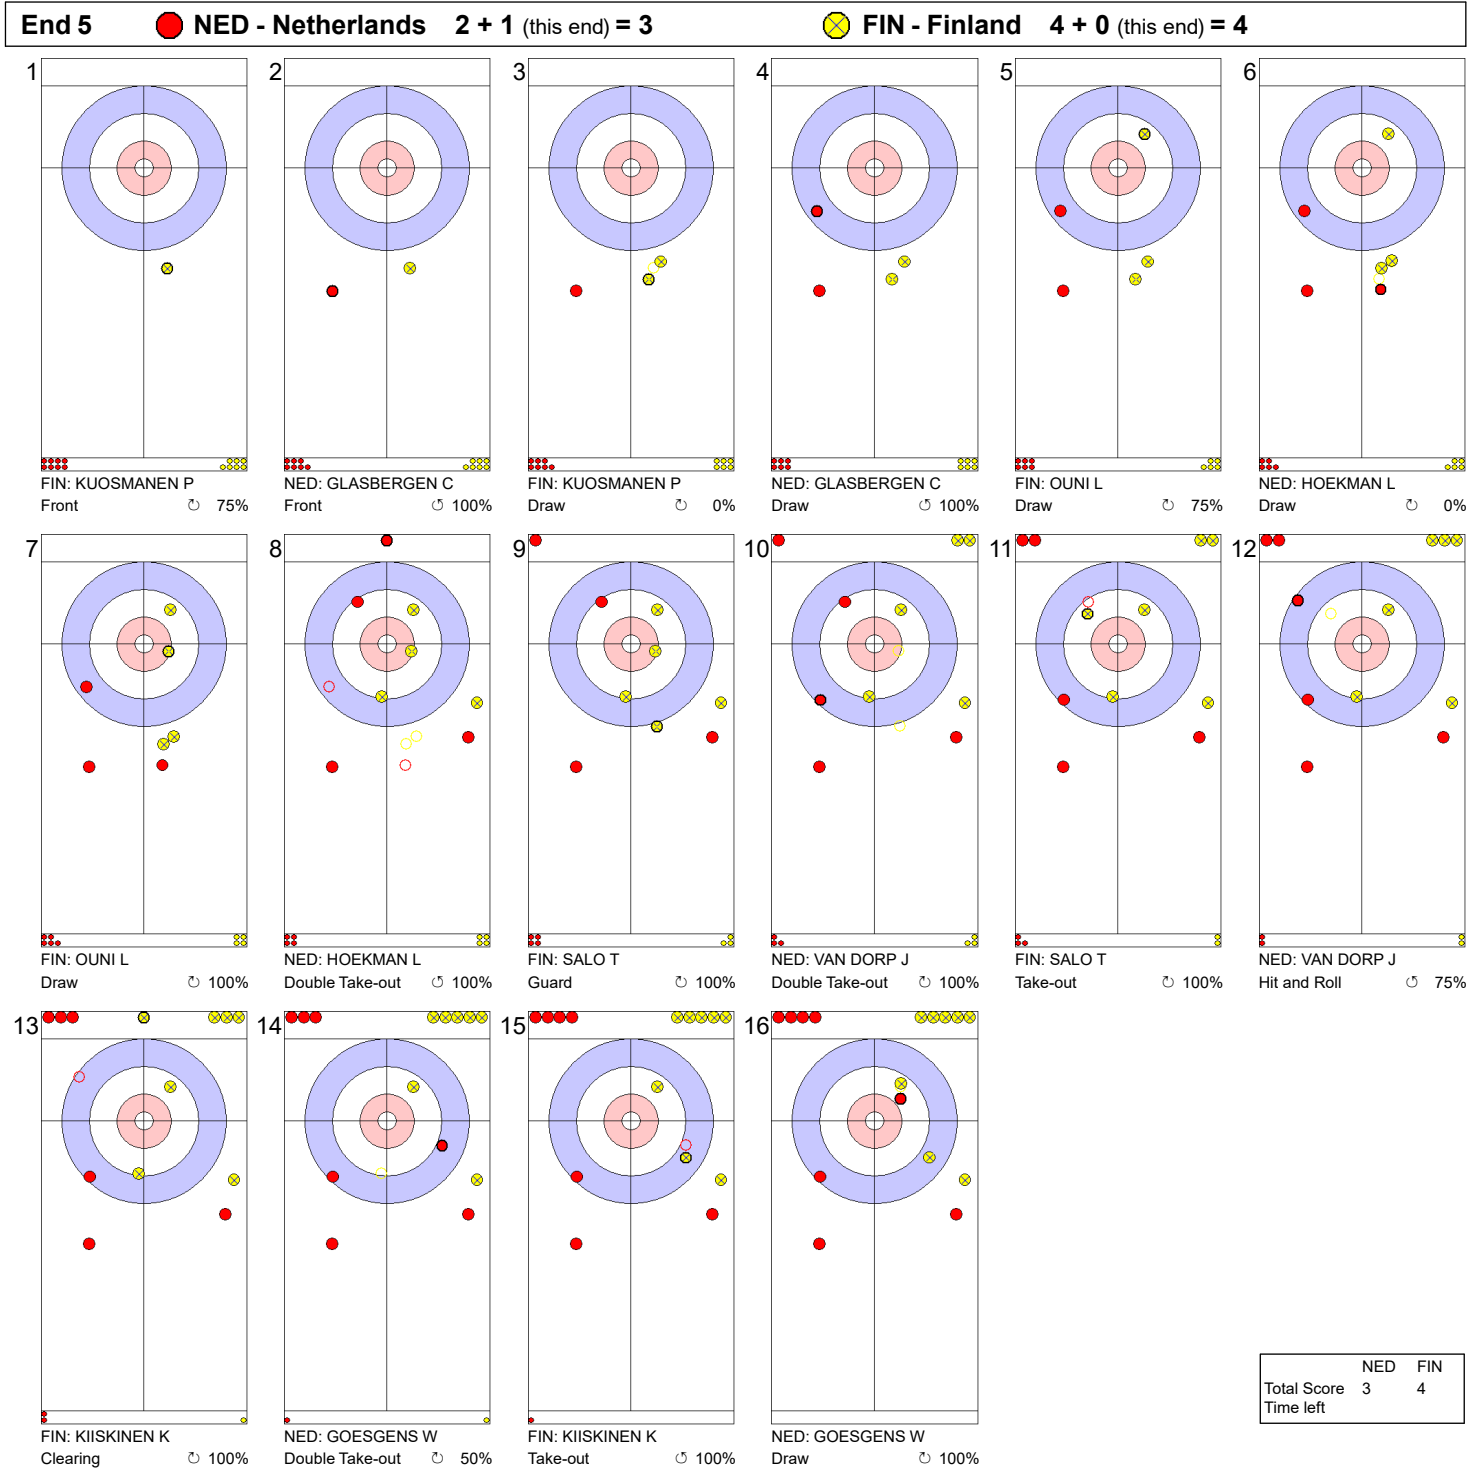 End 5 NED - Netherlands 2 + 1 (this end) = 3 FIN - Finland 4 + 0 (this end) = 4
1 2 3 4 5 6
FIN: KUOSMANEN P NED: GLASBERGEN C FIN: KUOSMANEN P NED: GLASBERGEN C FIN: OUNI L NED: HOEKMAN L
Front ↻ 75% Front ↺ 100% Draw ↻ 0% Draw ↺ 100% Draw ↻ 75% Draw ↻ 0%
7 8 9 10 11 12
FIN: OUNI L NED: HOEKMAN L FIN: SALO T NED: VAN DORP J FIN: SALO T NED: VAN DORP J
Draw ↻ 100% Double Take-out ↻ 100% Guard ↻ 100% Double Take-out ↻ 100% Take-out ↻ 100% Hit and Roll ↻ 75%
13 14 15 16
FIN: KIISKINEN K NED: GOESGENS W FIN: KIISKINEN K NED: GOESGENS W
Clearing ↻ 100% Double Take-out ↺ 50% Take-out ↺ 100% Draw ↺ 100%
NED FIN
Total Score 3 4
Time left